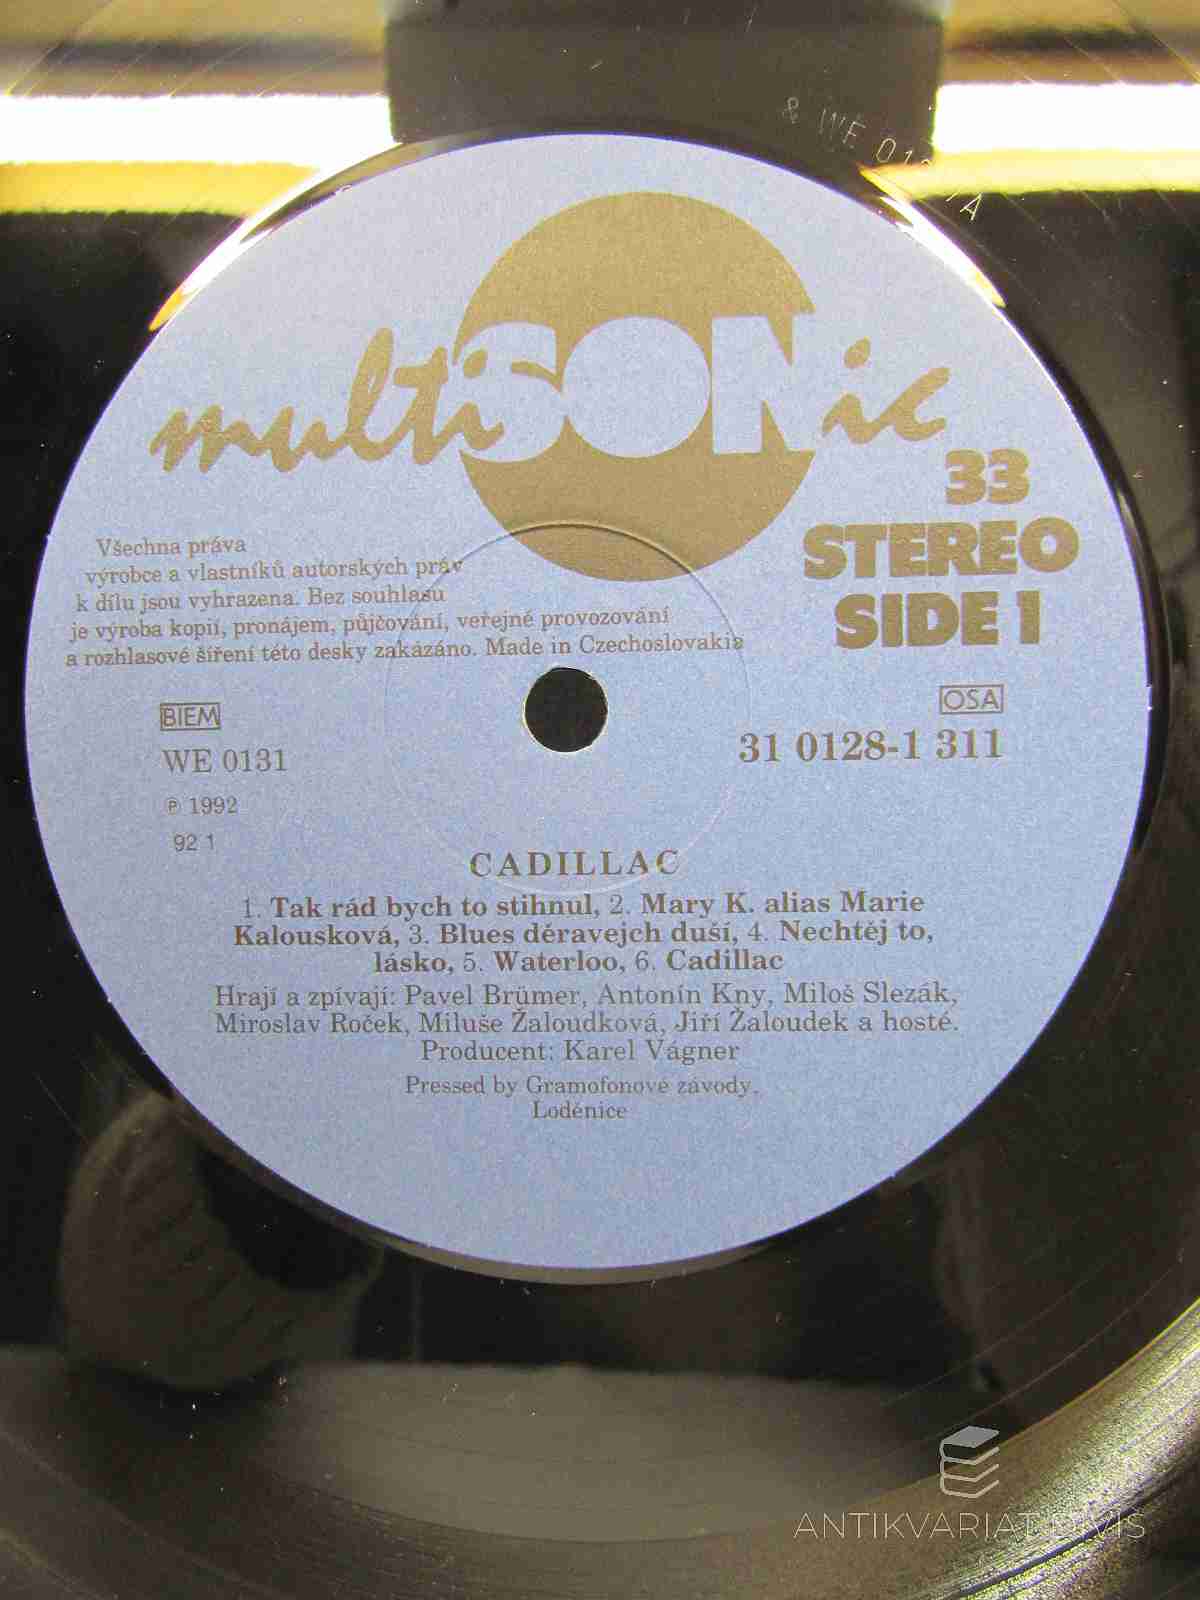 & WE 01
A
multiSONic
33
STEREO
SIDE 1
Všechna práva
výrobce a vlastníků autorských práv
k dílu jsou vyhrazena. Bez souhlasu
je výroba kopií, pronájem, půjčování, veřejné provozování
a rozhlasové šíření této desky zakázáno. Made in Czechoslovakia
BIEM
OSA
WE 0131
31 0128-1 311
℗ 1992
92 1
CADILLAC
1. Tak rád bych to stihnul, 2. Mary K. alias Marie
Kalousková, 3. Blues děravejch duší, 4. Nechtěj to,
lásko, 5. Waterloo, 6. Cadillac
Hrají a zpívají: Pavel Brümer, Antonín Kny, Miloš Slezák,
Miroslav Roček, Miluše Žaloudková, Jiří Žaloudek a hosté.
Producent: Karel Vágner
Pressed by Gramofonové závody,
Loděnice
ANTIKVARIAT DIVIŠ